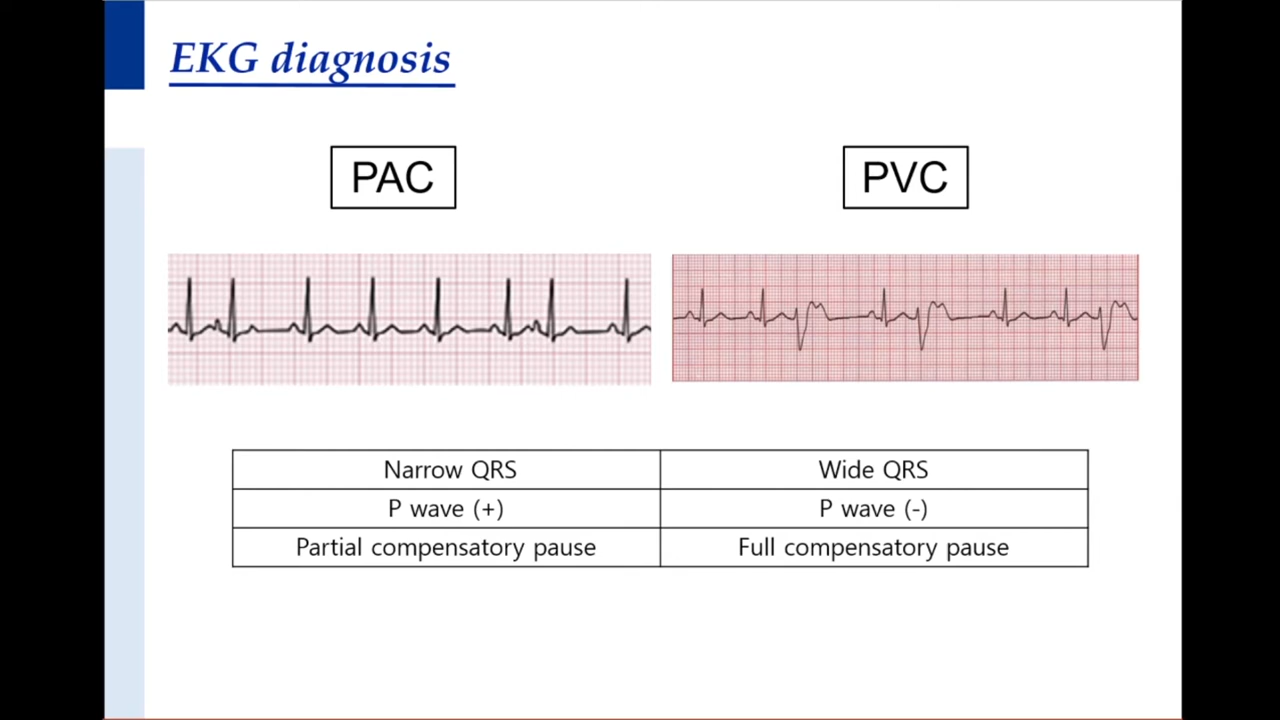 EKG diagnosis
PAC
PVC
Narrow QRS
Wide QRS
P wave (+)
P wave (-)
Partial compensatory pause
Full compensatory pause